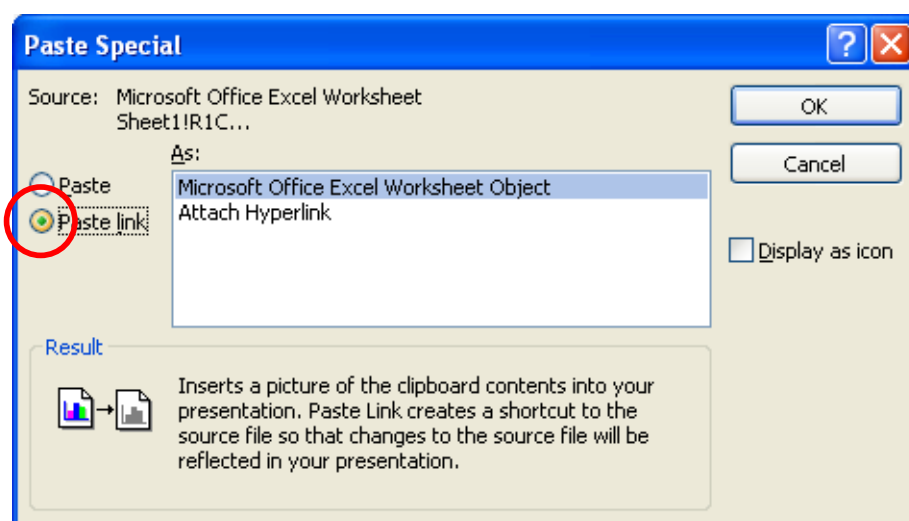 Paste Special
Source: Microsoft Office Excel Worksheet
Sheet1!R1C...
OK
As:
Cancel
Paste
Microsoft Office Excel Worksheet Object
Paste link
Attach Hyperlink
Display as icon
Result
Inserts a picture of the clipboard contents into your
presentation. Paste Link creates a shortcut to the
source file so that changes to the source file will be
reflected in your presentation.